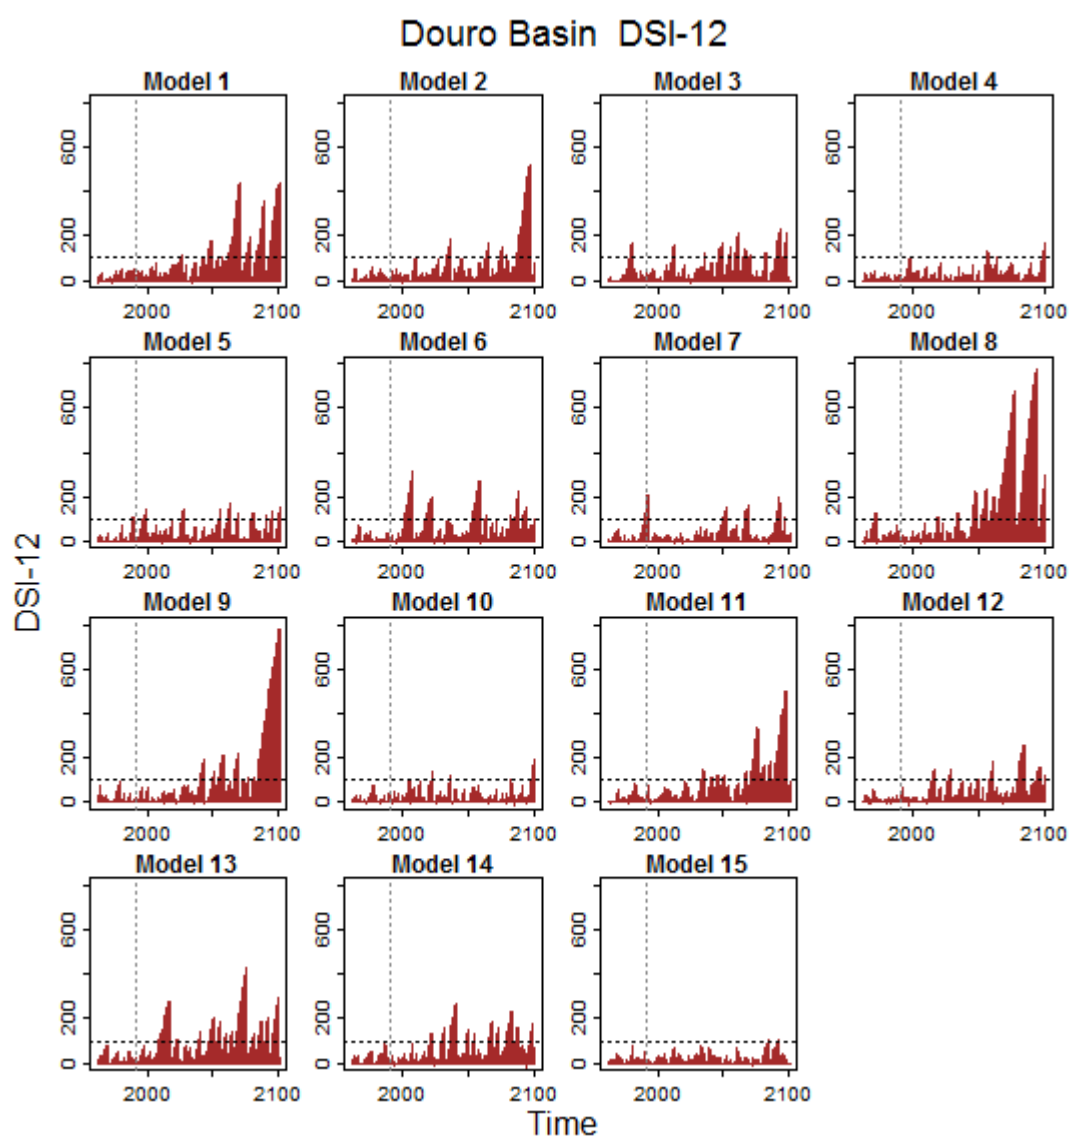 Douro Basin DSI-12
Model 1 Model 2 Model 3 Model 4
600 600 600 600
200 200 200 200
0 0 0 0
2000 2100 2000 2100 2000 2100 2000 2100
Model 5 Model 6 Model 7 Model 8
600 600 600 600
200 200 200 200
0 0 0 0
2000 2100 2000 2100 2000 2100 2000 2100
DSI-12
Model 9 Model 10 Model 11 Model 12
600 600 600 600
200 200 200 200
0 0 0 0
2000 2100 2000 2100 2000 2100 2000 2100
Model 13 Model 14 Model 15
600 600 600
200 200 200
0 0 0
2000 2100 2000 2100 2000 2100
Time